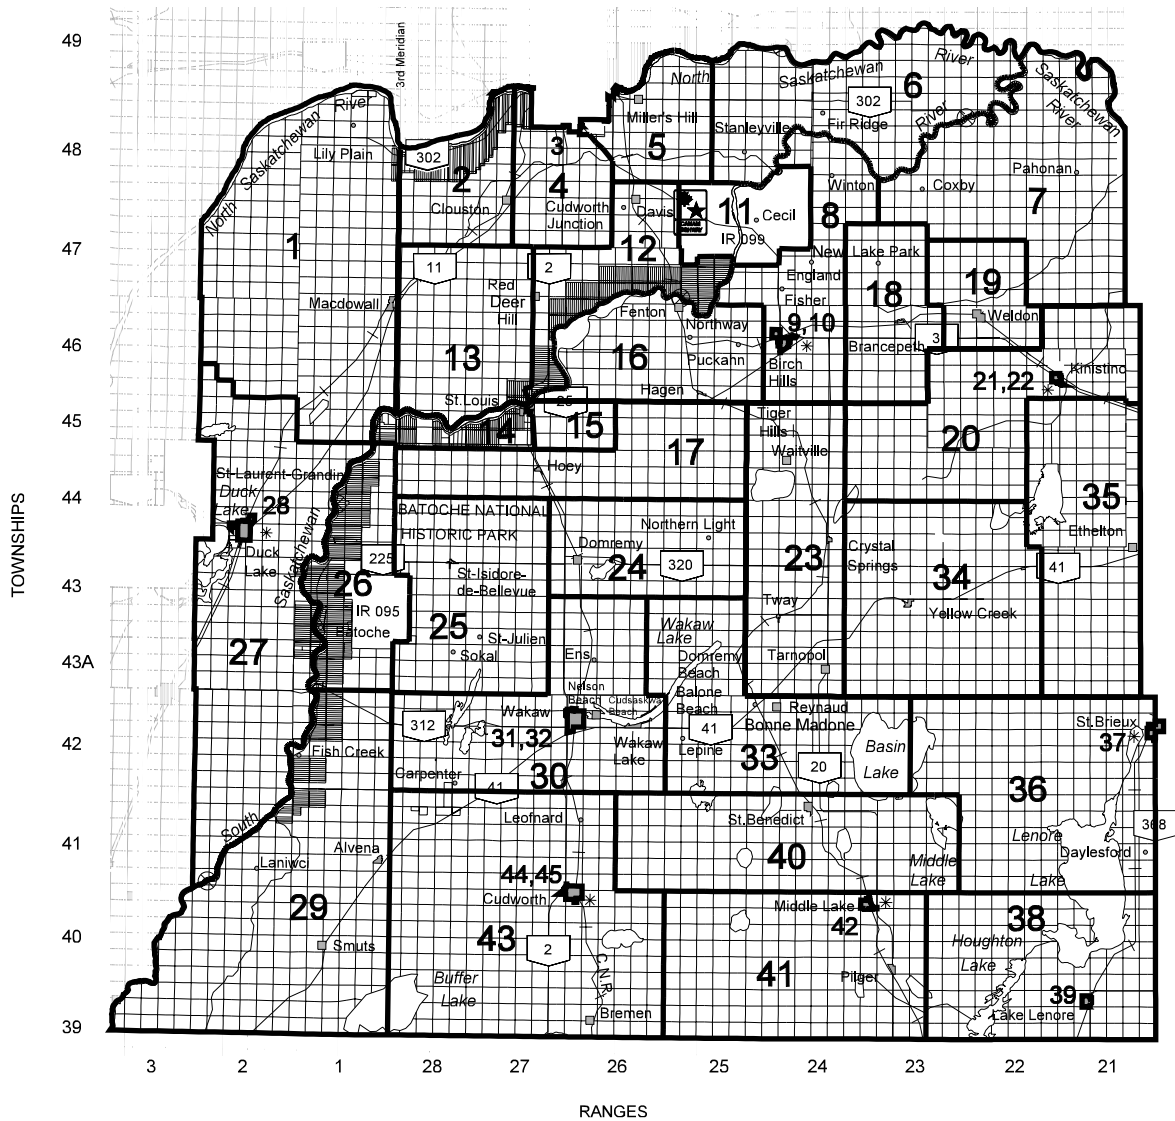 49
3rd Meridian
North
Saskatchewan
River
6
Saskatchewan
River
302
River
Miller's Hill
Fir Ridge
River
5
Stanleyville
48
North Saskatchewan
Lily Plain
302
3
Pahonan
2
4
Winton
Coxby
7
Clouston
Cudworth
Junction
Davis
11
Cecil
8
IR 099
1
12
47
11
2
New
England
Lake Park
19
Red
Deer
Hill
Fisher
18
Macdowall
Fenton
Northway
9,10
Weldon
3
46
13
16
Puckahn
Brancepeth
Birch
Hills
21,22
Kinistino
Hagen
St.Louis
25
45
14
15
17
Tiger
Hills
Waitville
20
Hoey
44
St-Laurent-Grandin
Duck
Lake
28
BATOCHE NATIONAL
HISTORIC PARK
Northern Light
35
Ethelton
TOWNSHIPS
Saskatchewan
Duck
Lake
225
Domremy
24
320
23
Crystal
Springs
34
41
43
26
IR 095
Batoche
St-Isidore-
de-Bellevue
Tway
Yellow Creek
25
St-Julien
Sokal
Wakaw
Lake
27
43A
Ens
Domremy
Beach
Tarnopol
Nelson
Beach
Cudsaskwa
Beach
Balone
Beach
Reynaud
Bonne Madone
312
Wakaw
31,32
41
St.Brieux
37
42
Fish Creek
Wakaw
Lake
Lepine
33
Basin
Lake
Carpenter
41
30
20
36
South
Leofnard
St.Benedict
368
41
Alvena
Lenore
Lake
Daylesford
Laniwci
40
Middle
Lake
44,45
Cudworth
29
Middle Lake
42
38
40
Smuts
43
2
Houghton
Lake
41
Buffer
Lake
C.N.R.
Pilger
39
Lake Lenore
39
Bremen
3 2 1 28 27 26 25 24 23 22 21
RANGES